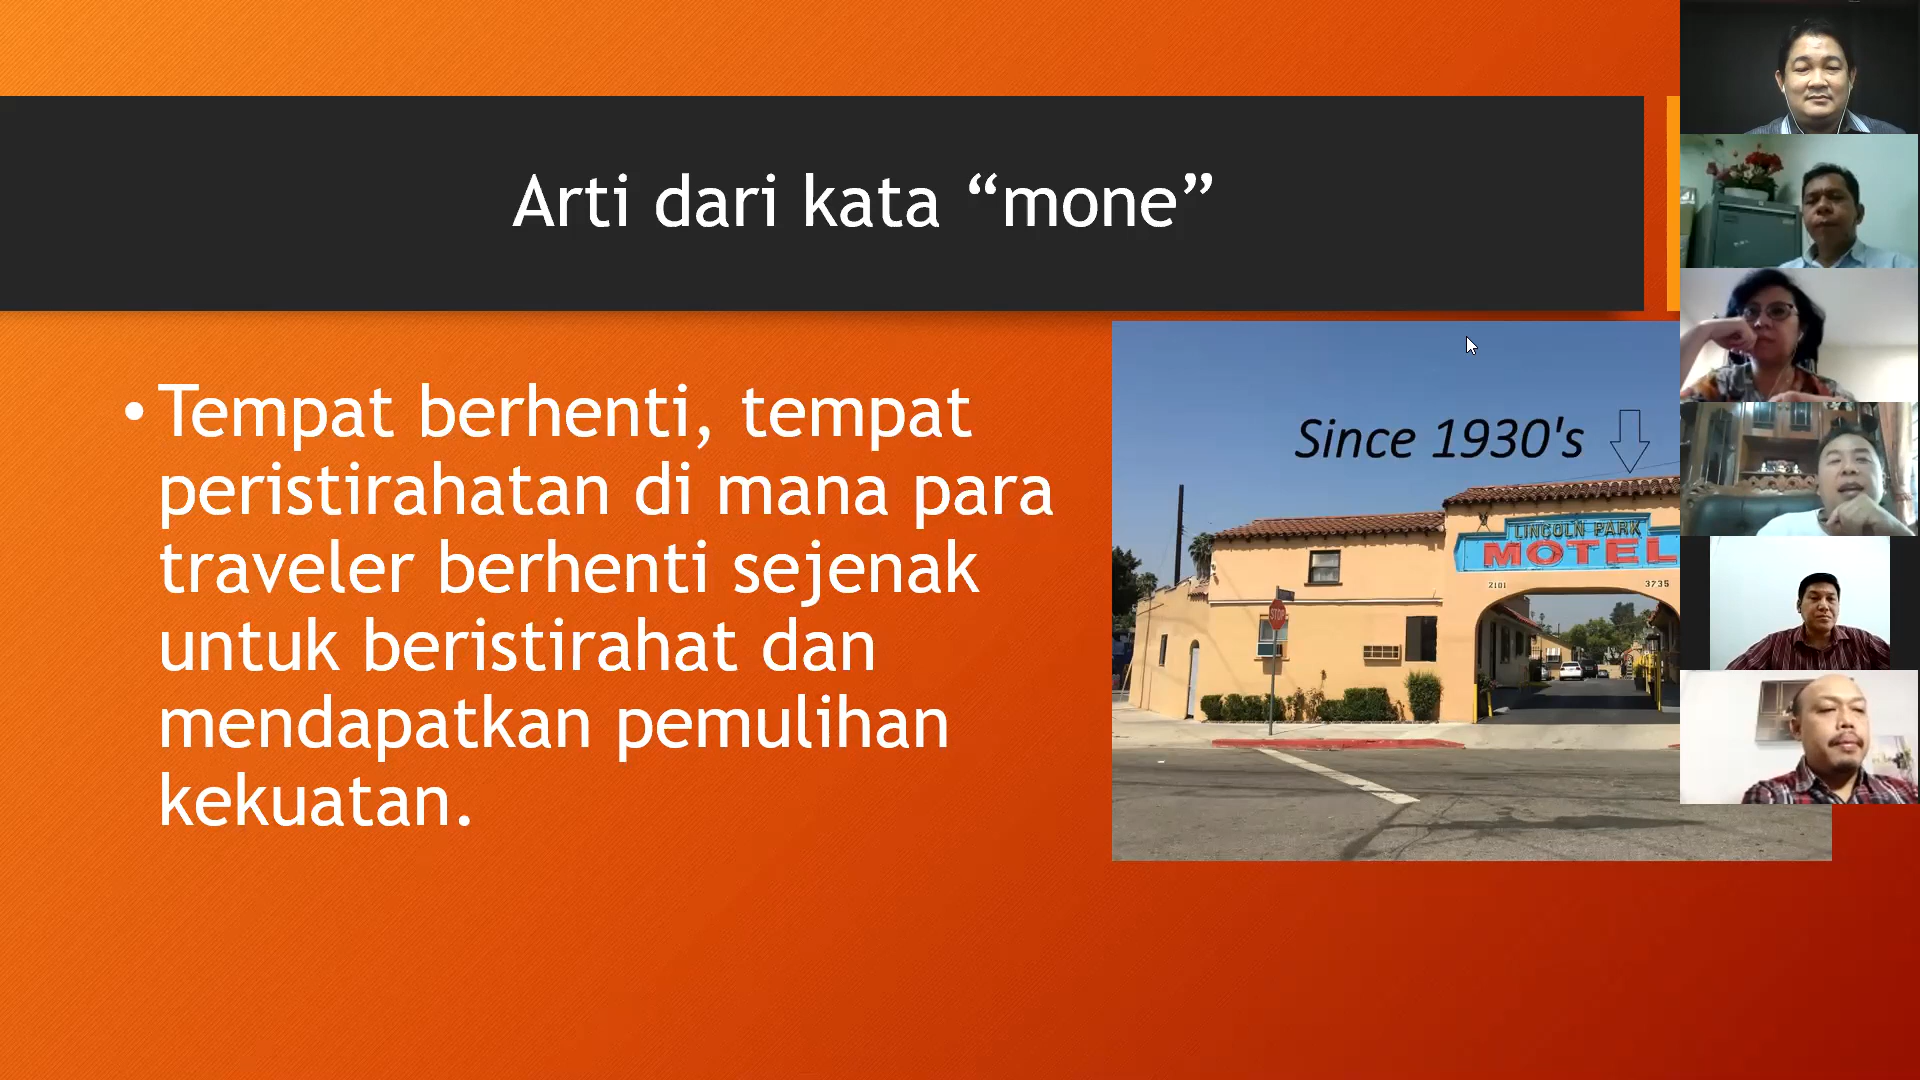 Arti dari kata “mone”
• Tempat berhenti, tempat
peristirahatan di mana para
traveler berhenti sejenak
untuk beristirahat dan
mendapatkan pemulihan
kekuatan.
Since 1930's
LINCOLN PARK
MOTEL
2101
3735
STOP